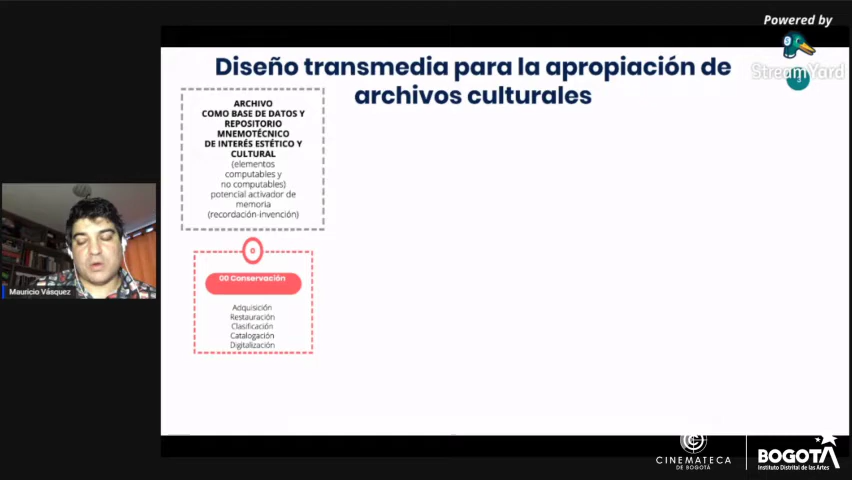 Powered by
StreamYard
3
Diseño transmedia para la apropiación de
archivos culturales
ARCHIVO
COMO BASE DE DATOS Y
REPOSITORIO
MNEMOTÉCNICO
DE INTERÉS ESTÉTICO Y
CULTURAL
(elementos
computables y
no computables)
potencial activador de
memoria
(recordación-invención)
0
00 Conservación
Adquisición
Restauración
Clasificación
Catalogación
Digitalización
Mauricio Vásquez
CINEMATECA
DE BOGOTÁ
BOGOTÁ
Instituto Distrital de las Artes